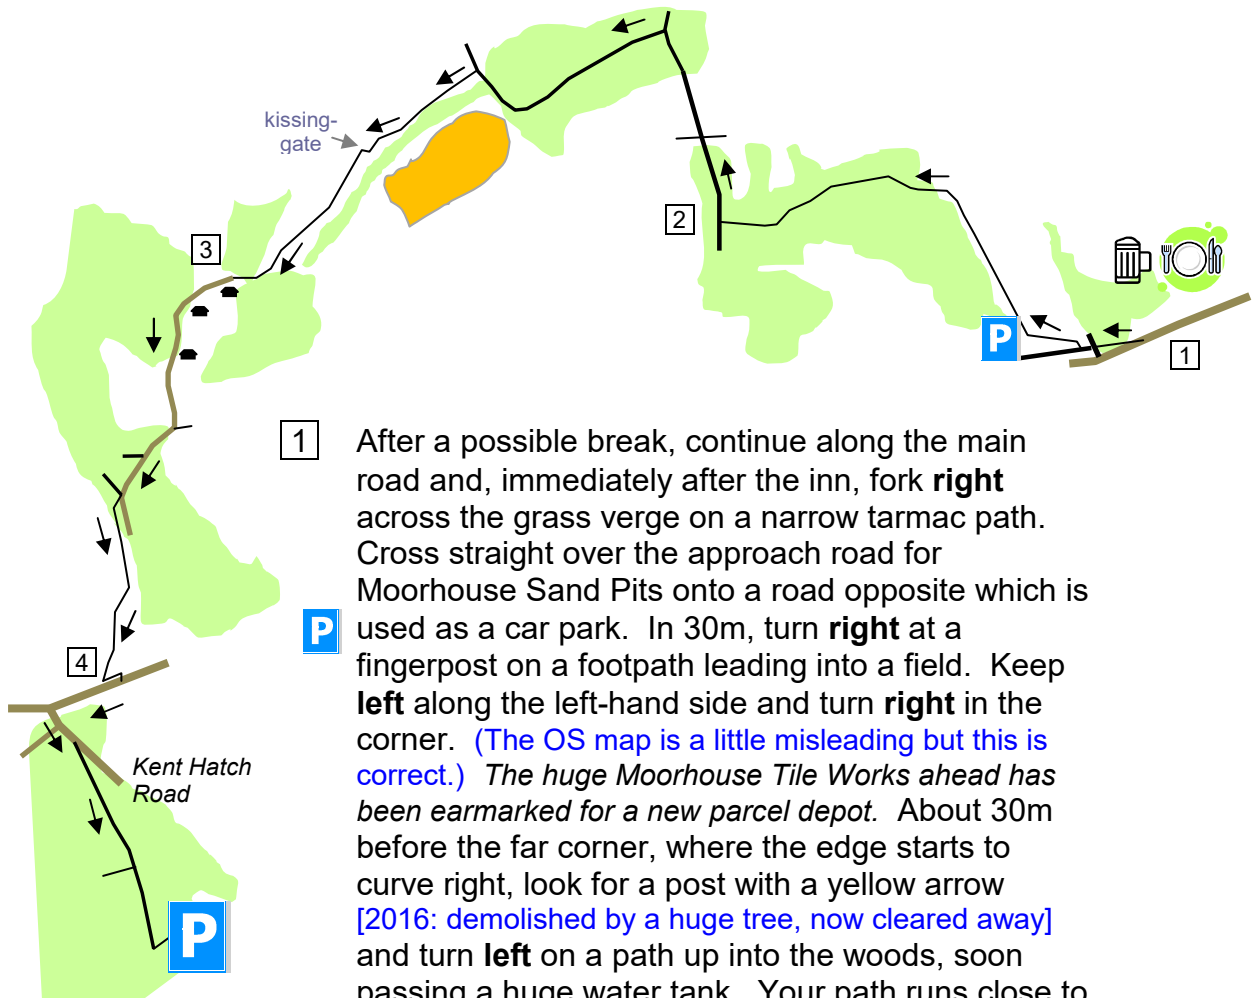 kissing-
gate
2
3
P
1
1 After a possible break, continue along the main
road and, immediately after the inn, fork right
across the grass verge on a narrow tarmac path.
Cross straight over the approach road for
Moorhouse Sand Pits onto a road opposite which is
P used as a car park. In 30m, turn right at a
fingerpost on a footpath leading into a field. Keep
left along the left-hand side and turn right in the
corner. (The OS map is a little misleading but this is
correct.) The huge Moorhouse Tile Works ahead has
been earmarked for a new parcel depot. About 30m
before the far corner, where the edge starts to
curve right, look for a post with a yellow arrow
[2016: demolished by a huge tree, now cleared away]
and turn left on a path up into the woods, soon
passing a huge water tank. Your path runs close to
4
Kent Hatch
Road
P